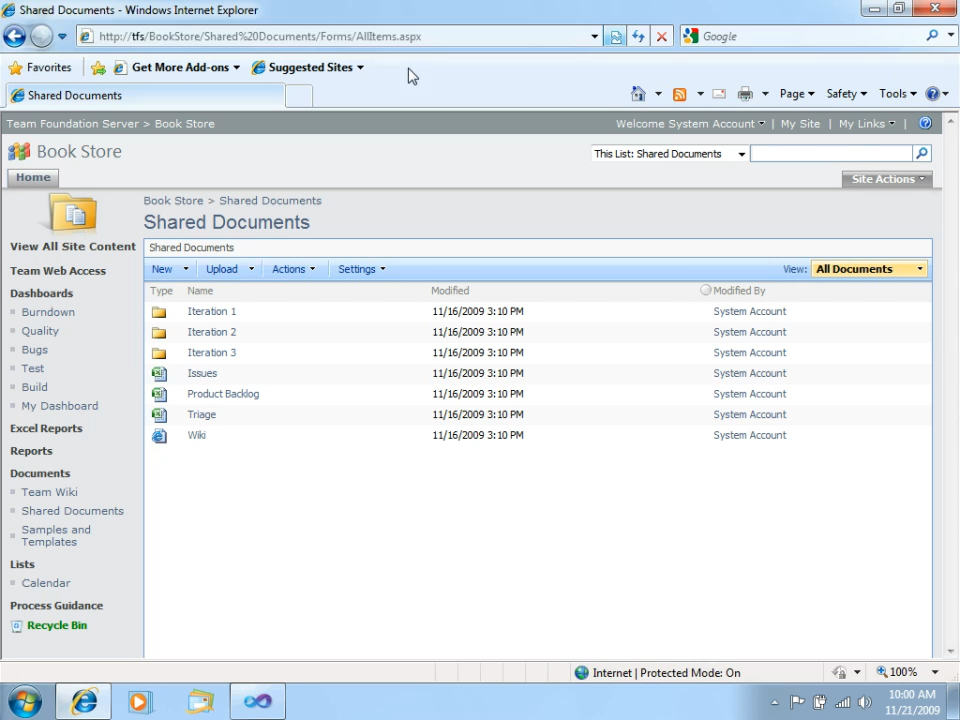 Shared Documents - Windows Internet Explorer
http://tfs/BookStore/Shared%20Documents/Forms/AllItems.aspx
Google
Favorites
Get More Add-ons
Suggested Sites
Shared Documents
Page
Safety
Tools
Team Foundation Server > Book Store
Welcome System Account
| My Site | My Links |
Book Store
This List: Shared Documents
Home
Site Actions
Book Store > Shared Documents
Shared Documents
View All Site Content
Team Web Access
Dashboards
Burndown
Quality
Bugs
Test
Build
My Dashboard
Excel Reports
Reports
Documents
Team Wiki
Shared Documents
Samples and
Templates
Lists
Calendar
Process Guidance
Recycle Bin
Shared Documents
New Upload Actions Settings View: All Documents
Type Name Modified Modified By
Iteration 1 11/16/2009 3:10 PM System Account
Iteration 2 11/16/2009 3:10 PM System Account
Iteration 3 11/16/2009 3:10 PM System Account
Issues 11/16/2009 3:10 PM System Account
Product Backlog 11/16/2009 3:10 PM System Account
Triage 11/16/2009 3:10 PM System Account
Wiki 11/16/2009 3:10 PM System Account
Internet | Protected Mode: On
100%
10:00 AM
11/21/2009